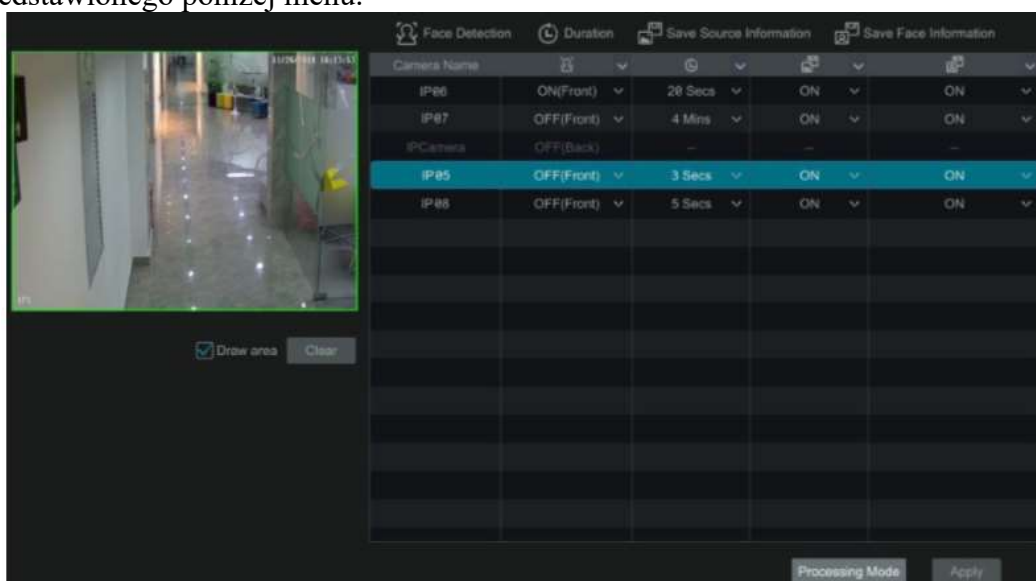 edstawionego poniżej menu.
Face Detection Duration Save Source Information Save Face Information
Camera Name
IP06 ON(Front) 20 Secs ON ON
IP07 OFF(Front) 4 Mins ON ON
IPCamera OFF(Back) -- -- --
IP05 OFF(Front) 3 Secs ON ON
IP08 OFF(Front) 5 Secs ON ON
Draw area Clear
Processing Mode Apply